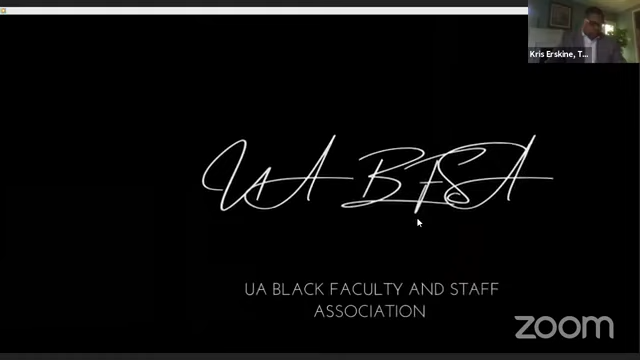 Kris Erskine, T...
UA BFSA
UA BLACK FACULTY AND STAFF
ASSOCIATION
zoom